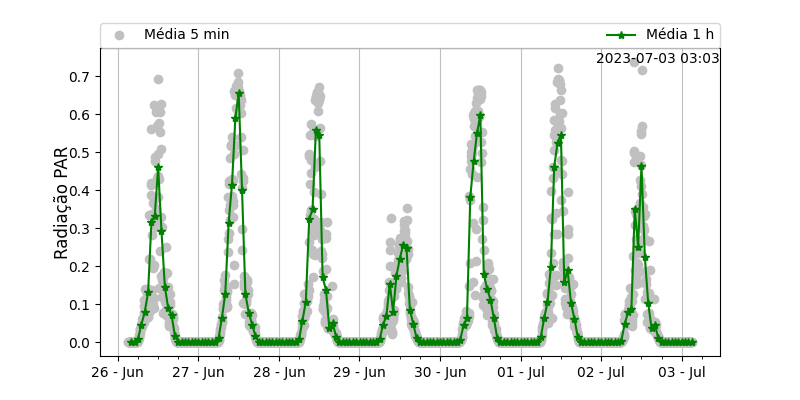 Média 5 min
Média 1 h
2023-07-03 03:03
Radiação PAR
0.7
0.6
0.5
0.4
0.3
0.2
0.1
0.0
26 - Jun
27 - Jun
28 - Jun
29 - Jun
30 - Jun
01 - Jul
02 - Jul
03 - Jul